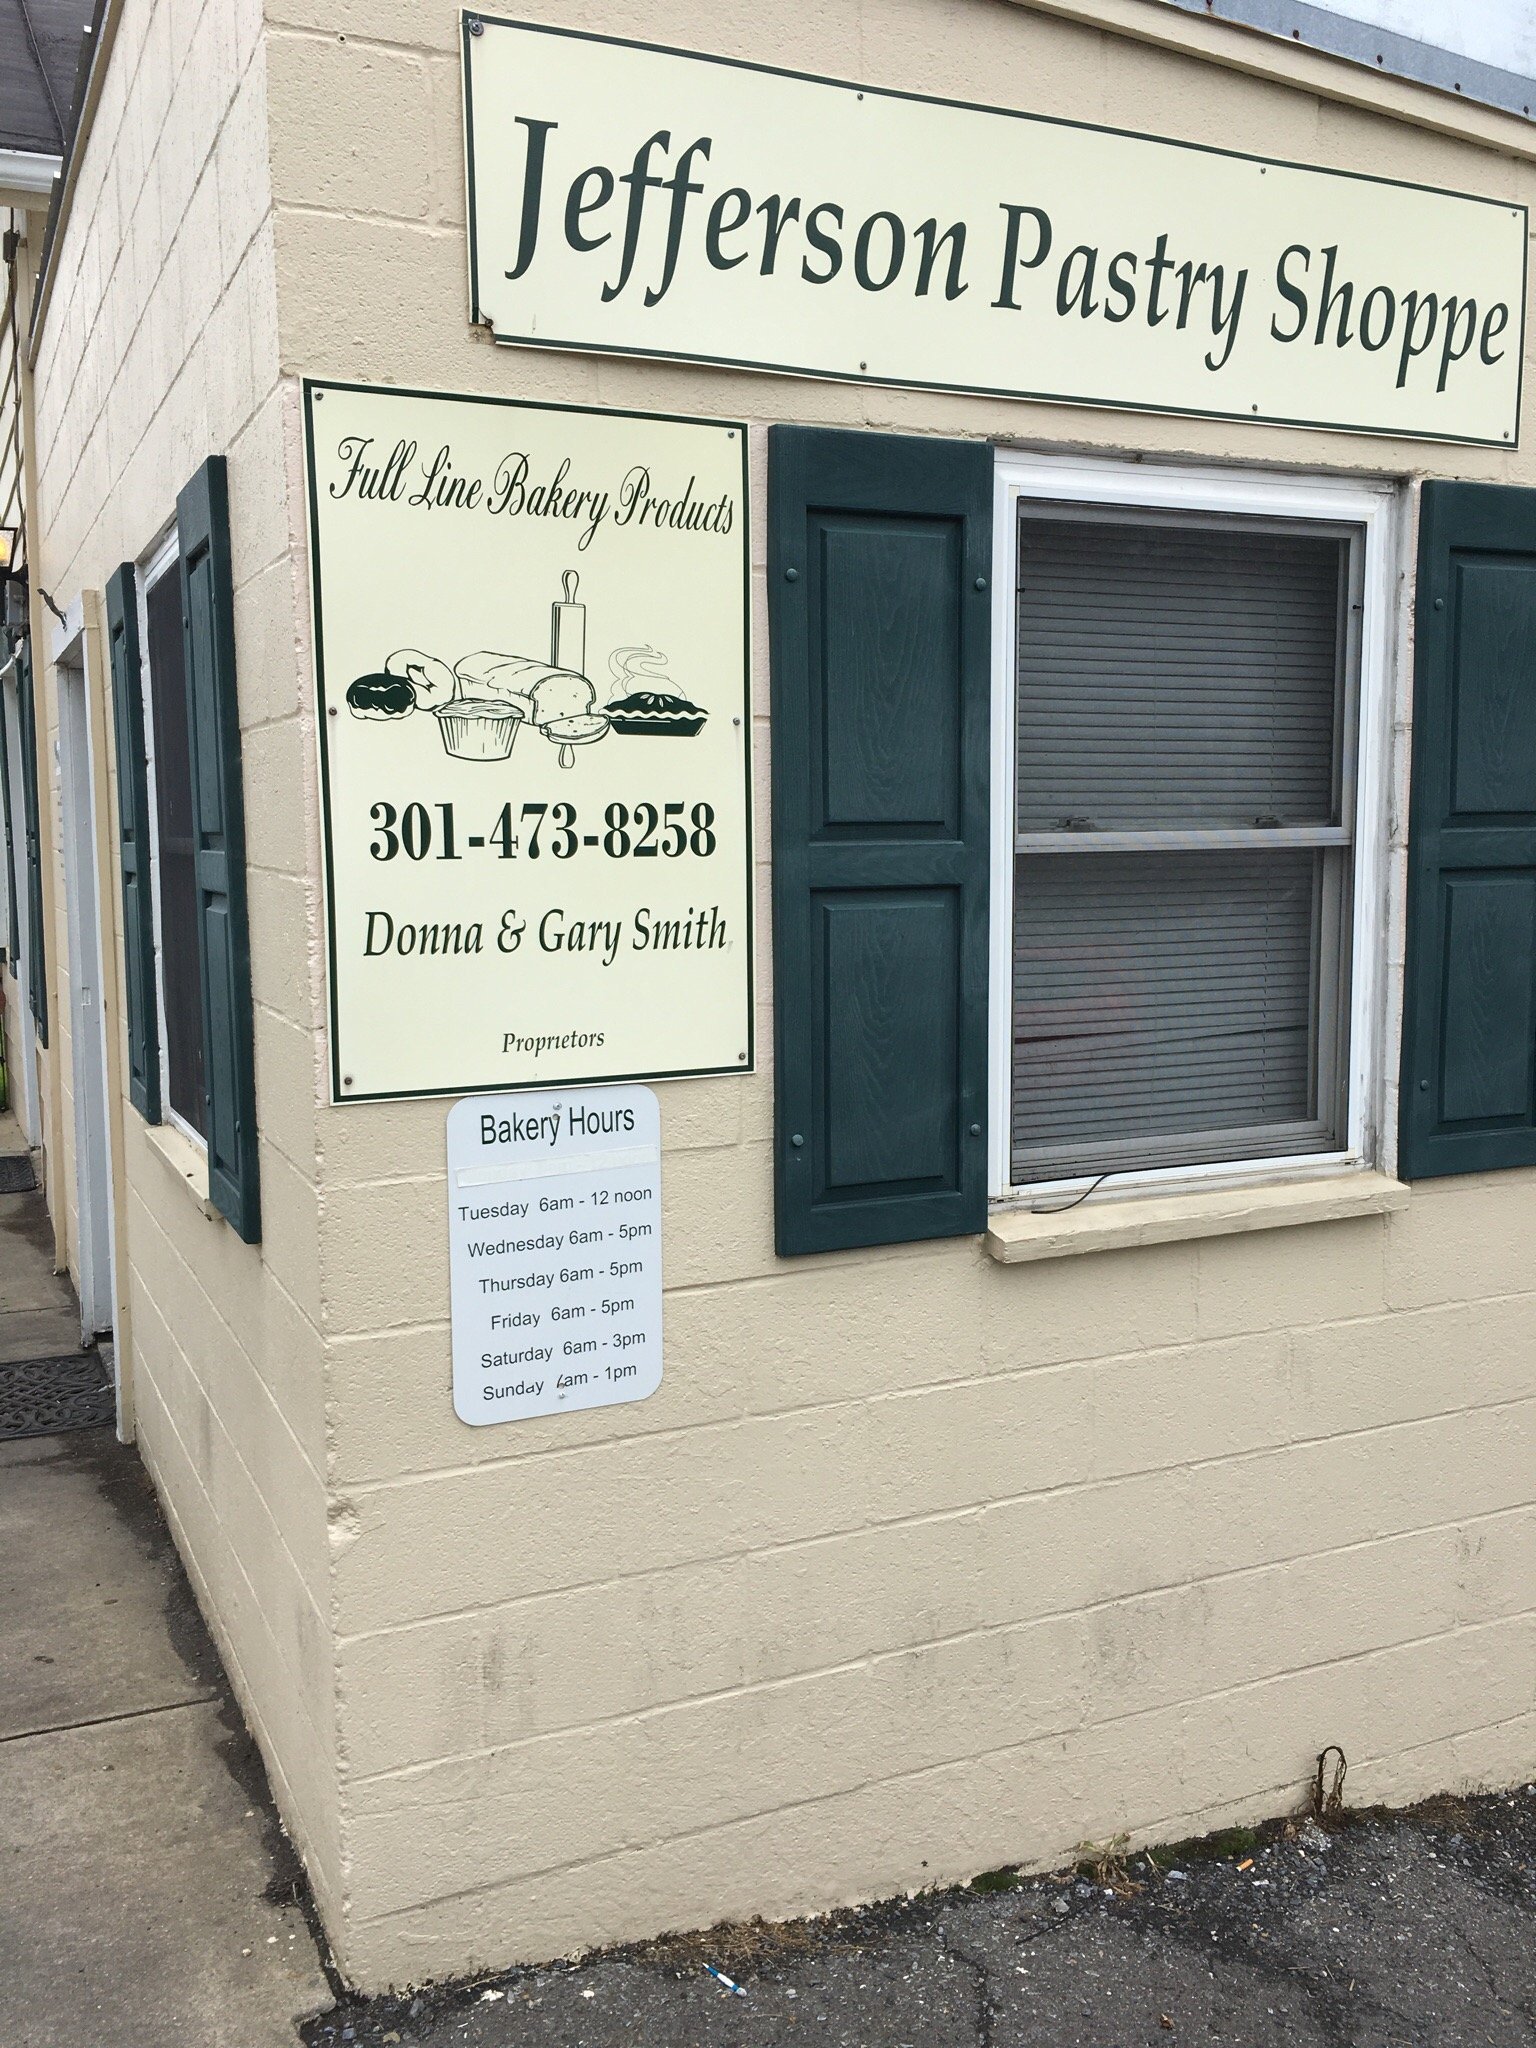 Jefferson Pastry Shoppe
Full Line Bakery Products
301-473-8258
Donna & Gary Smith
Proprietors
Bakery Hours
Tuesday 6am - 12 noon
Wednesday 6am - 5pm
Thursday 6am - 5pm
Friday 6am - 5pm
Saturday 6am - 3pm
Sunday 7am - 1pm